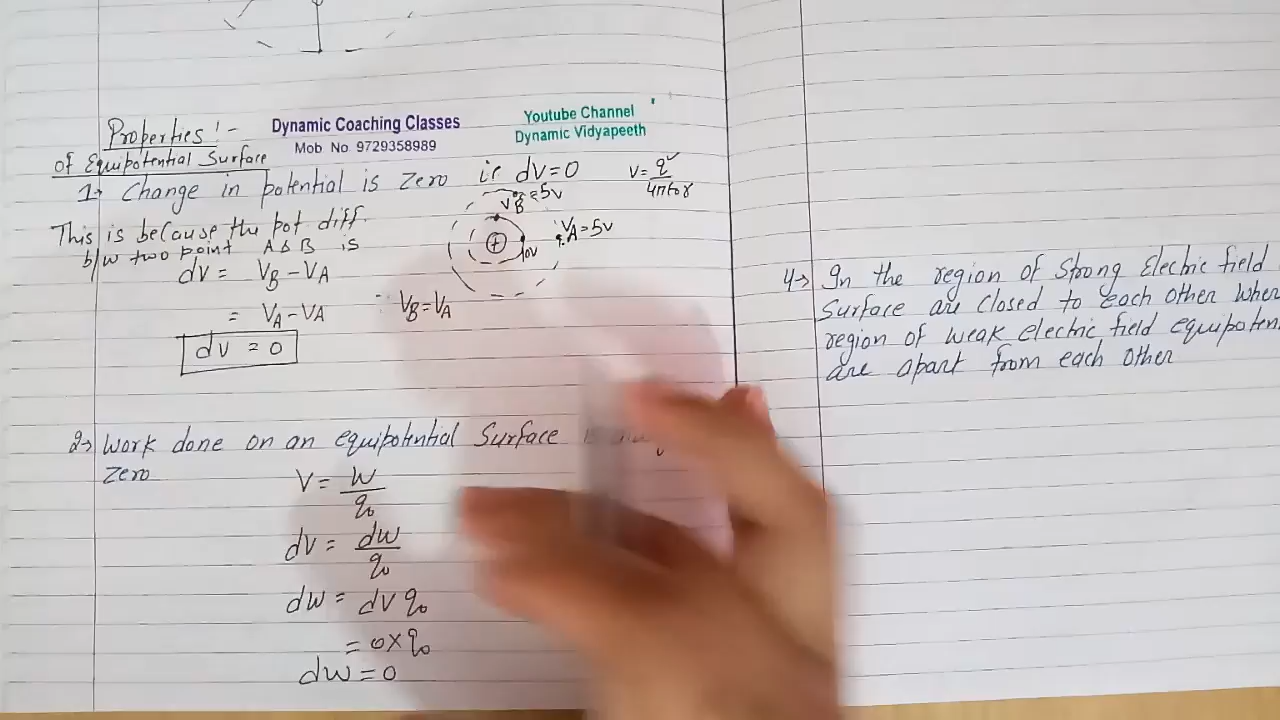 Properties :-
of Equipotential Surface
Dynamic Coaching Classes
Mob No 9729358989
Youtube Channel
Dynamic Vidyapeeth
1→ Change in potential is Zero ie dv=0
V= q
4π€0r
This is because the pot diff.
b/w two point A & B is
VB=5V
VA=5V
10V
dv = VB – VA
= VA – VA ∵ VB = VA
dv = 0
2→ Work done on an equipotential Surface is
Zero
V = W
q0
dv = dw
q0
dw = dv q0
= 0 × q0
dw = 0
4→ In the region of Strong Electric field
Surface are Closed to each other
region of weak electric field
are apart from each other